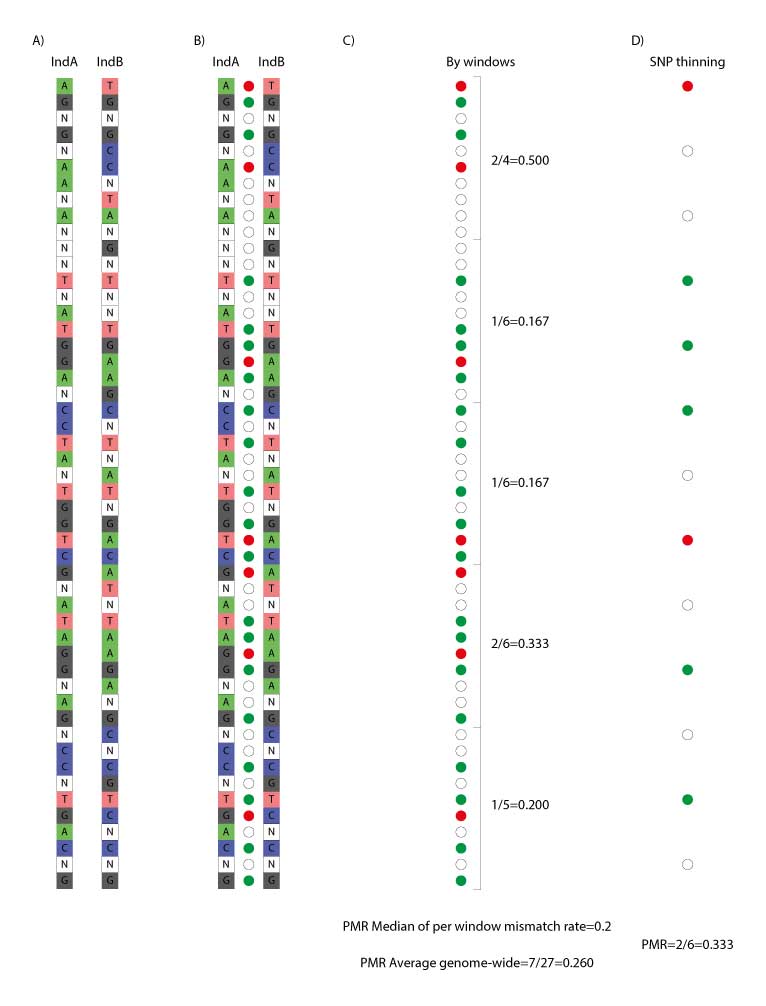 A) B) C) D)
IndA IndB IndA IndB By windows SNP thinning
A T A T
G G G G
N N N N
G G G G
N C N C
2/4=0.500
A C A C
A N A N
N T N T
A A A A
N N N N
N G N G
N N N N
T T T T
N N N N
A N A N
1/6=0.167
T T T T
G G G G
G A G A
A A A A
N G N G
C C C C
C N C N
T T T T
A N A N
N A N A
1/6=0.167
T T T T
G N G N
G G G G
T A T A
C C C C
G A G A
N T N T
A N A N
T T T T
A A A A
2/6=0.333
G A G A
G G G G
N A N A
A N A N
G G G G
N C N C
C N C N
C C C C
N G N G
T T T T
1/5=0.200
G C G C
A N A N
C C C C
N N N N
G G G G
PMR Median of per window mismatch rate=0.2
PMR=2/6=0.333
PMR Average genome-wide=7/27=0.260